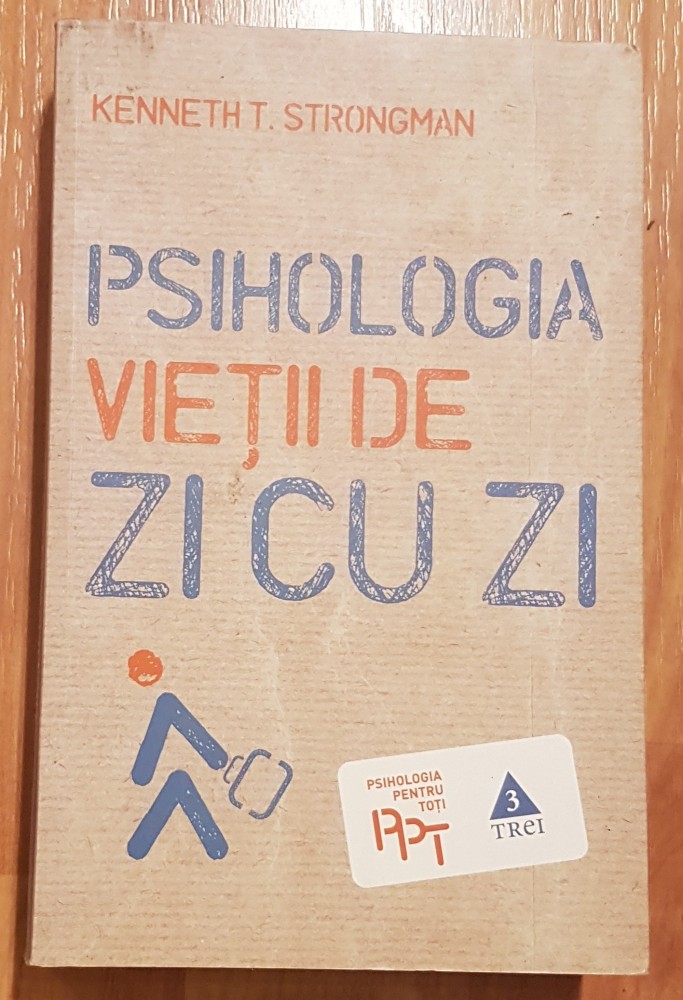 KENNETH T. STRONGMAN
PSIHOLOGIA
VIEȚII DE
ZI CU ZI
PSIHOLOGIA
PENTRU
TOȚI
PPT
3
TREI